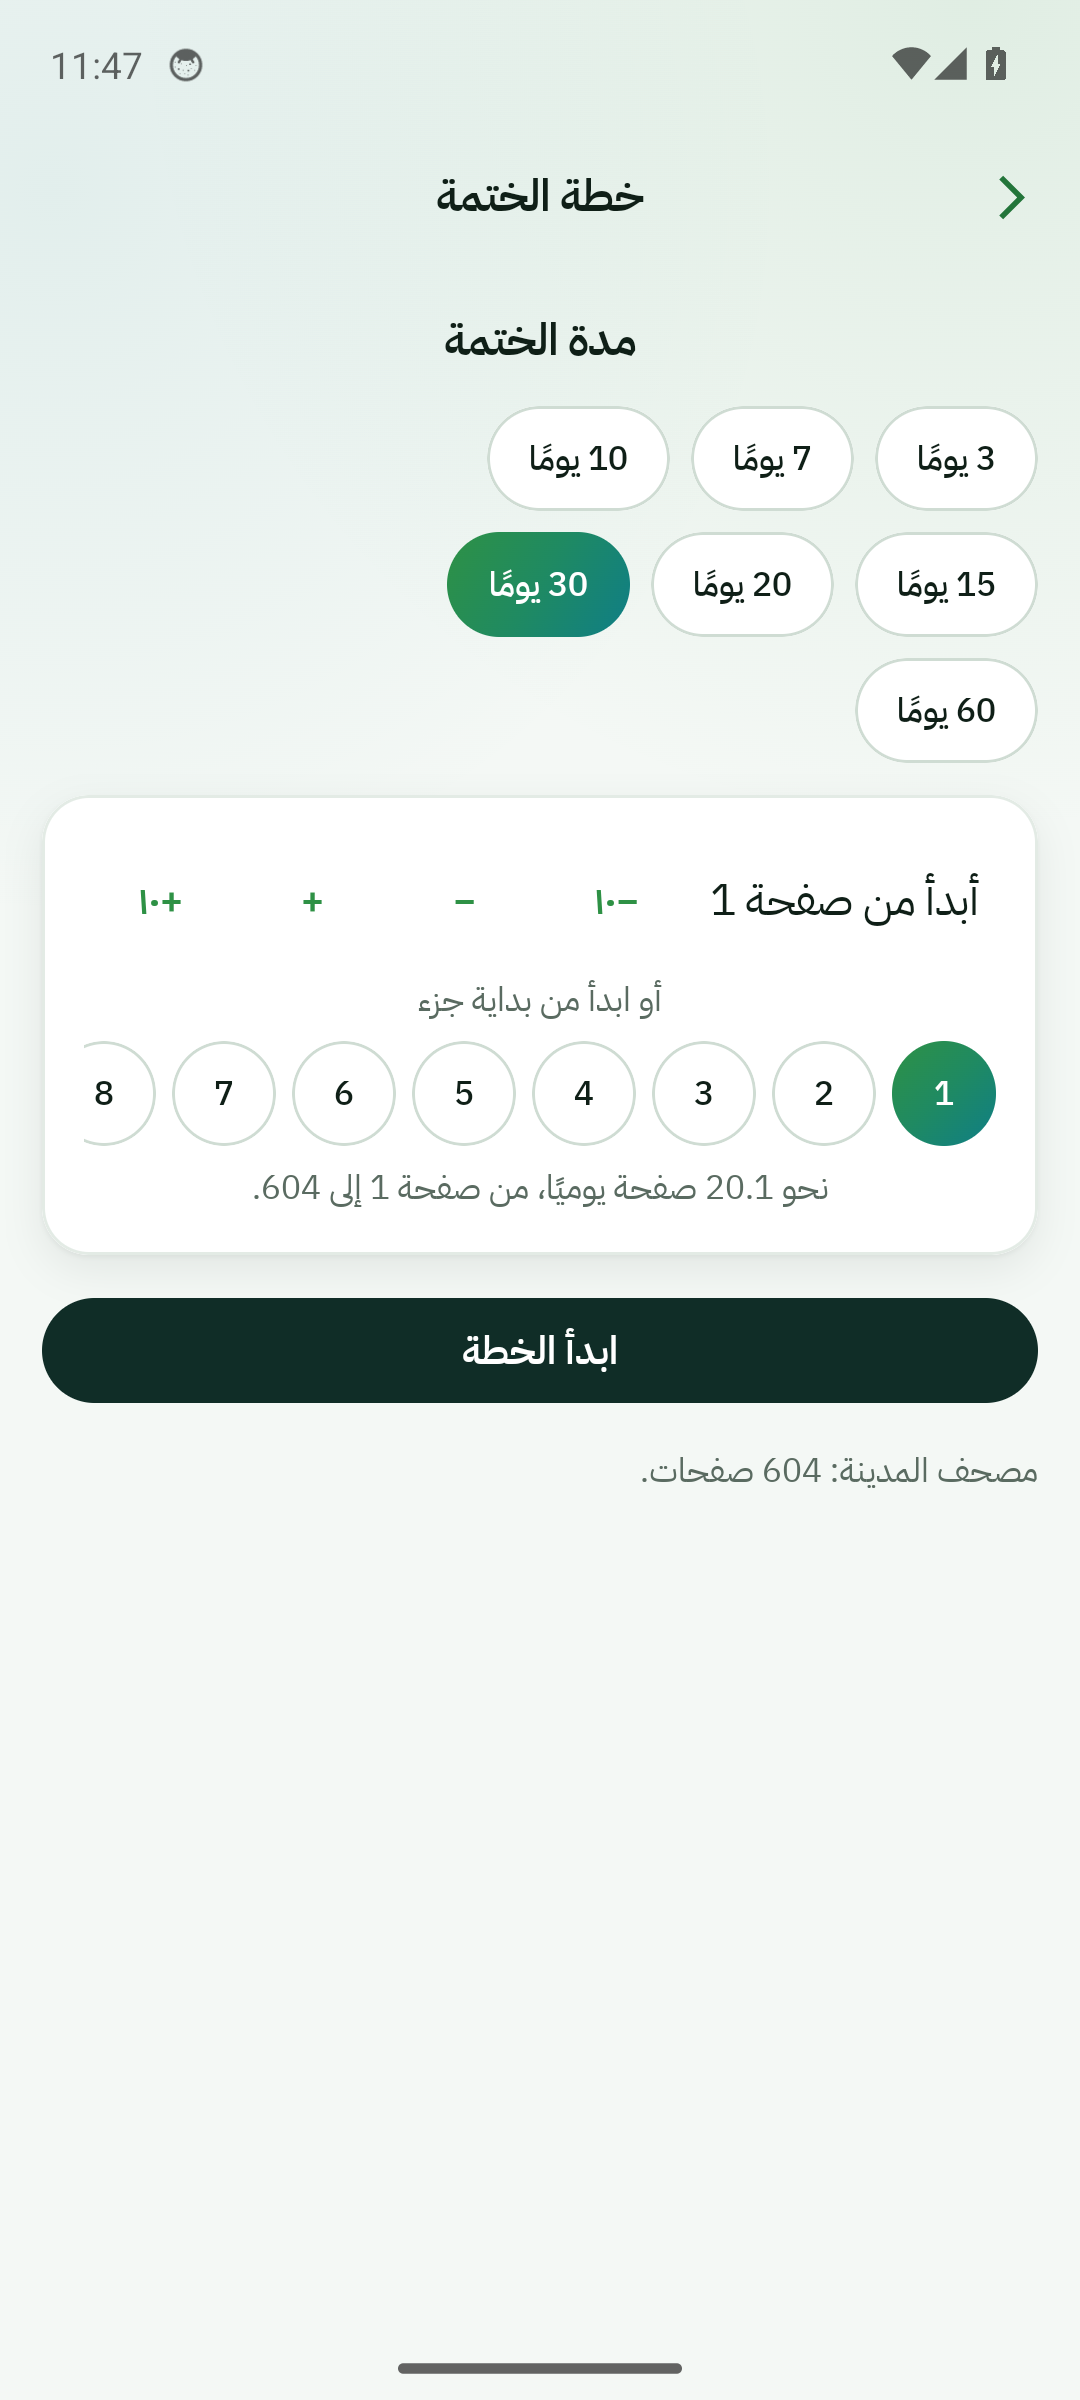 11:47
خطة الختمة
مدة الختمة
3 يومًا
7 يومًا
10 يومًا
15 يومًا
20 يومًا
30 يومًا
60 يومًا
أبدأ من صفحة 1
−١٠
−
+
+١٠
أو ابدأ من بداية جزء
1 2 3 4 5 6 7 8
نحو 20.1 صفحة يوميًا، من صفحة 1 إلى 604.
ابدأ الخطة
مصحف المدينة: 604 صفحات.